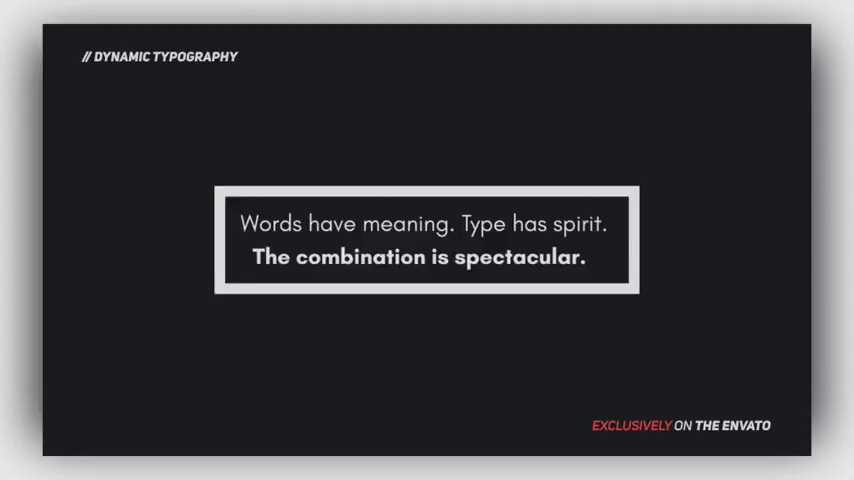 // DYNAMIC TYPOGRAPHY
Words have meaning. Type has spirit.
The combination is spectacular.
EXCLUSIVELY ON THE ENVATO